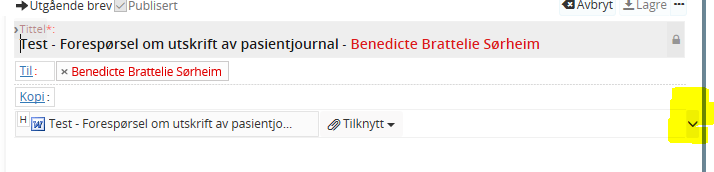 Utgående brev Publisert Avbryt Lagre ...
Tittel*:
Test - Forespørsel om utskrift av pasientjournal - Benedicte Brattelie Sørheim
Til: × Benedicte Brattelie Sørheim
Kopi:
H W Test - Forespørsel om utskrift av pasientjo... Tilknytt